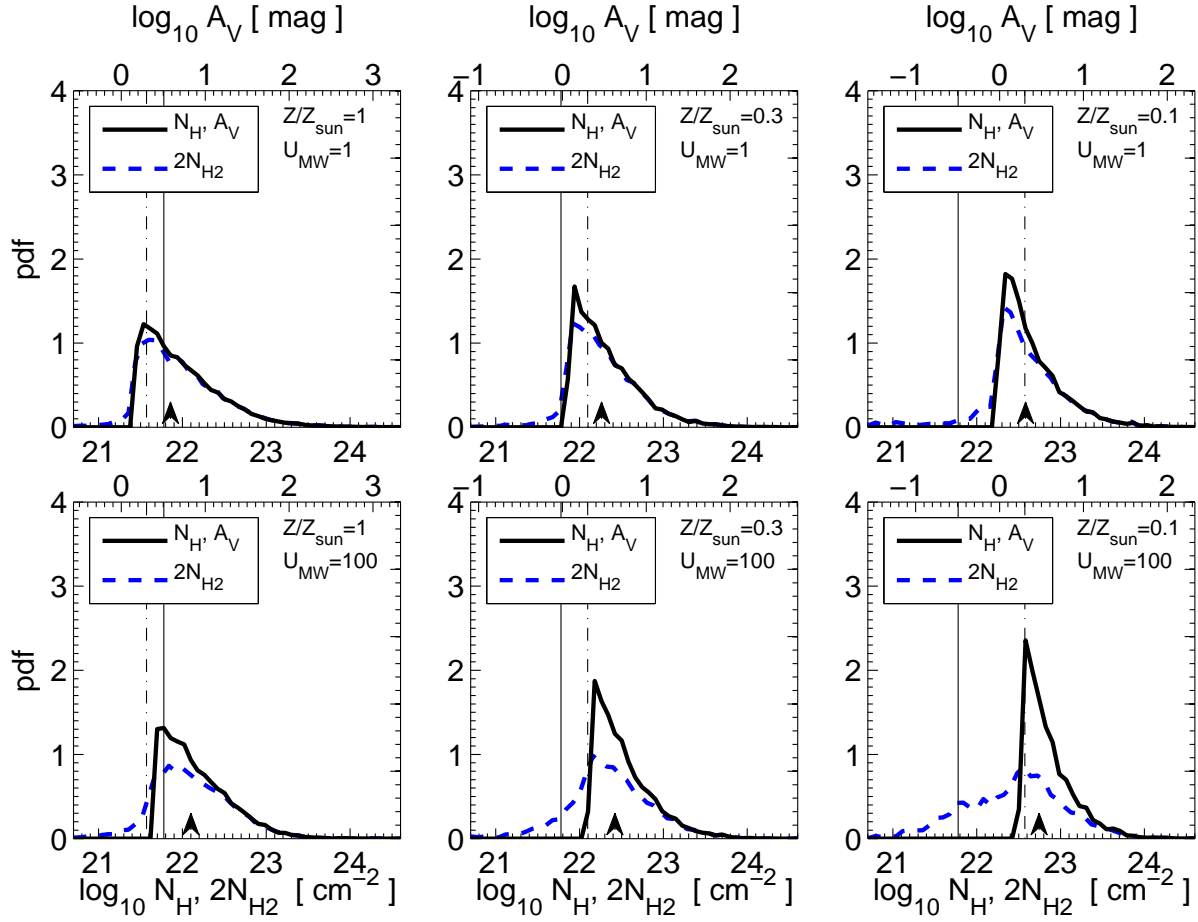 log10 AV [ mag ] log10 AV [ mag ] log10 AV [ mag ]
0 1 2 3 −1 0 1 2 −1 0 1 2
4 4 4
NH, AV Z/Zsun=1 NH, AV Z/Zsun=0.3 NH, AV Z/Zsun=0.1
2NH2 UMW=1 2NH2 UMW=1 2NH2 UMW=1
3 3 3
2 2 2
pdf
1 1 1
0 0 0
21 22 23 24 21 22 23 24 21 22 23 24
0 1 2 3 −1 0 1 2 −1 0 1 2
4 4 4
NH, AV Z/Zsun=1 NH, AV Z/Zsun=0.3 NH, AV Z/Zsun=0.1
2NH2 UMW=100 2NH2 UMW=100 2NH2 UMW=100
3 3 3
2 2 2
pdf
1 1 1
0 0 0
21 22 23 24 21 22 23 24 21 22 23 24
log10 NH, 2NH2 [ cm−2 ] log10 NH, 2NH2 [ cm−2 ] log10 NH, 2NH2 [ cm−2 ]